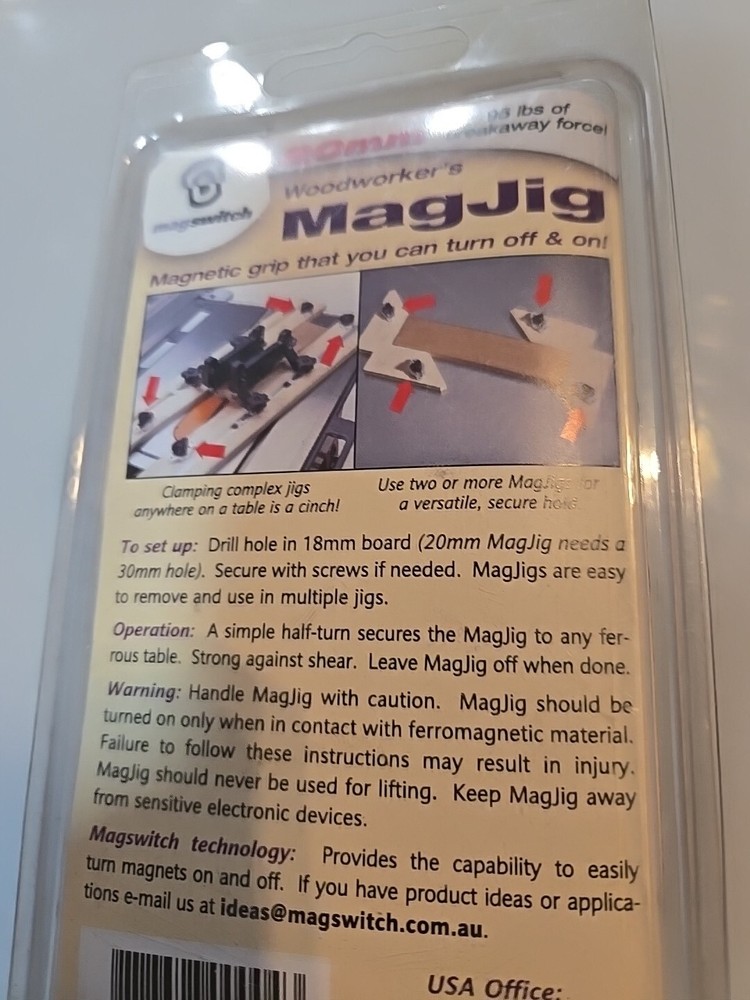 lbs of
breakaway force!
20mm
magswitch
Woodworker's
MagJig
Magnetic grip that you can turn off & on!
Clamping complex jigs
anywhere on a table is a cinch!
Use two or more MagJigs for
a versatile, secure hold.
To set up: Drill hole in 18mm board (20mm MagJig needs a
30mm hole). Secure with screws if needed. MagJigs are easy
to remove and use in multiple jigs.
Operation: A simple half-turn secures the MagJig to any fer-
rous table. Strong against shear. Leave MagJig off when done.
Warning: Handle MagJig with caution. MagJig should be
turned on only when in contact with ferromagnetic material.
Failure to follow these instructions may result in injury.
MagJig should never be used for lifting. Keep MagJig away
from sensitive electronic devices.
Magswitch technology: Provides the capability to easily
turn magnets on and off. If you have product ideas or applica-
tions e-mail us at ideas@magswitch.com.au.
USA Office: